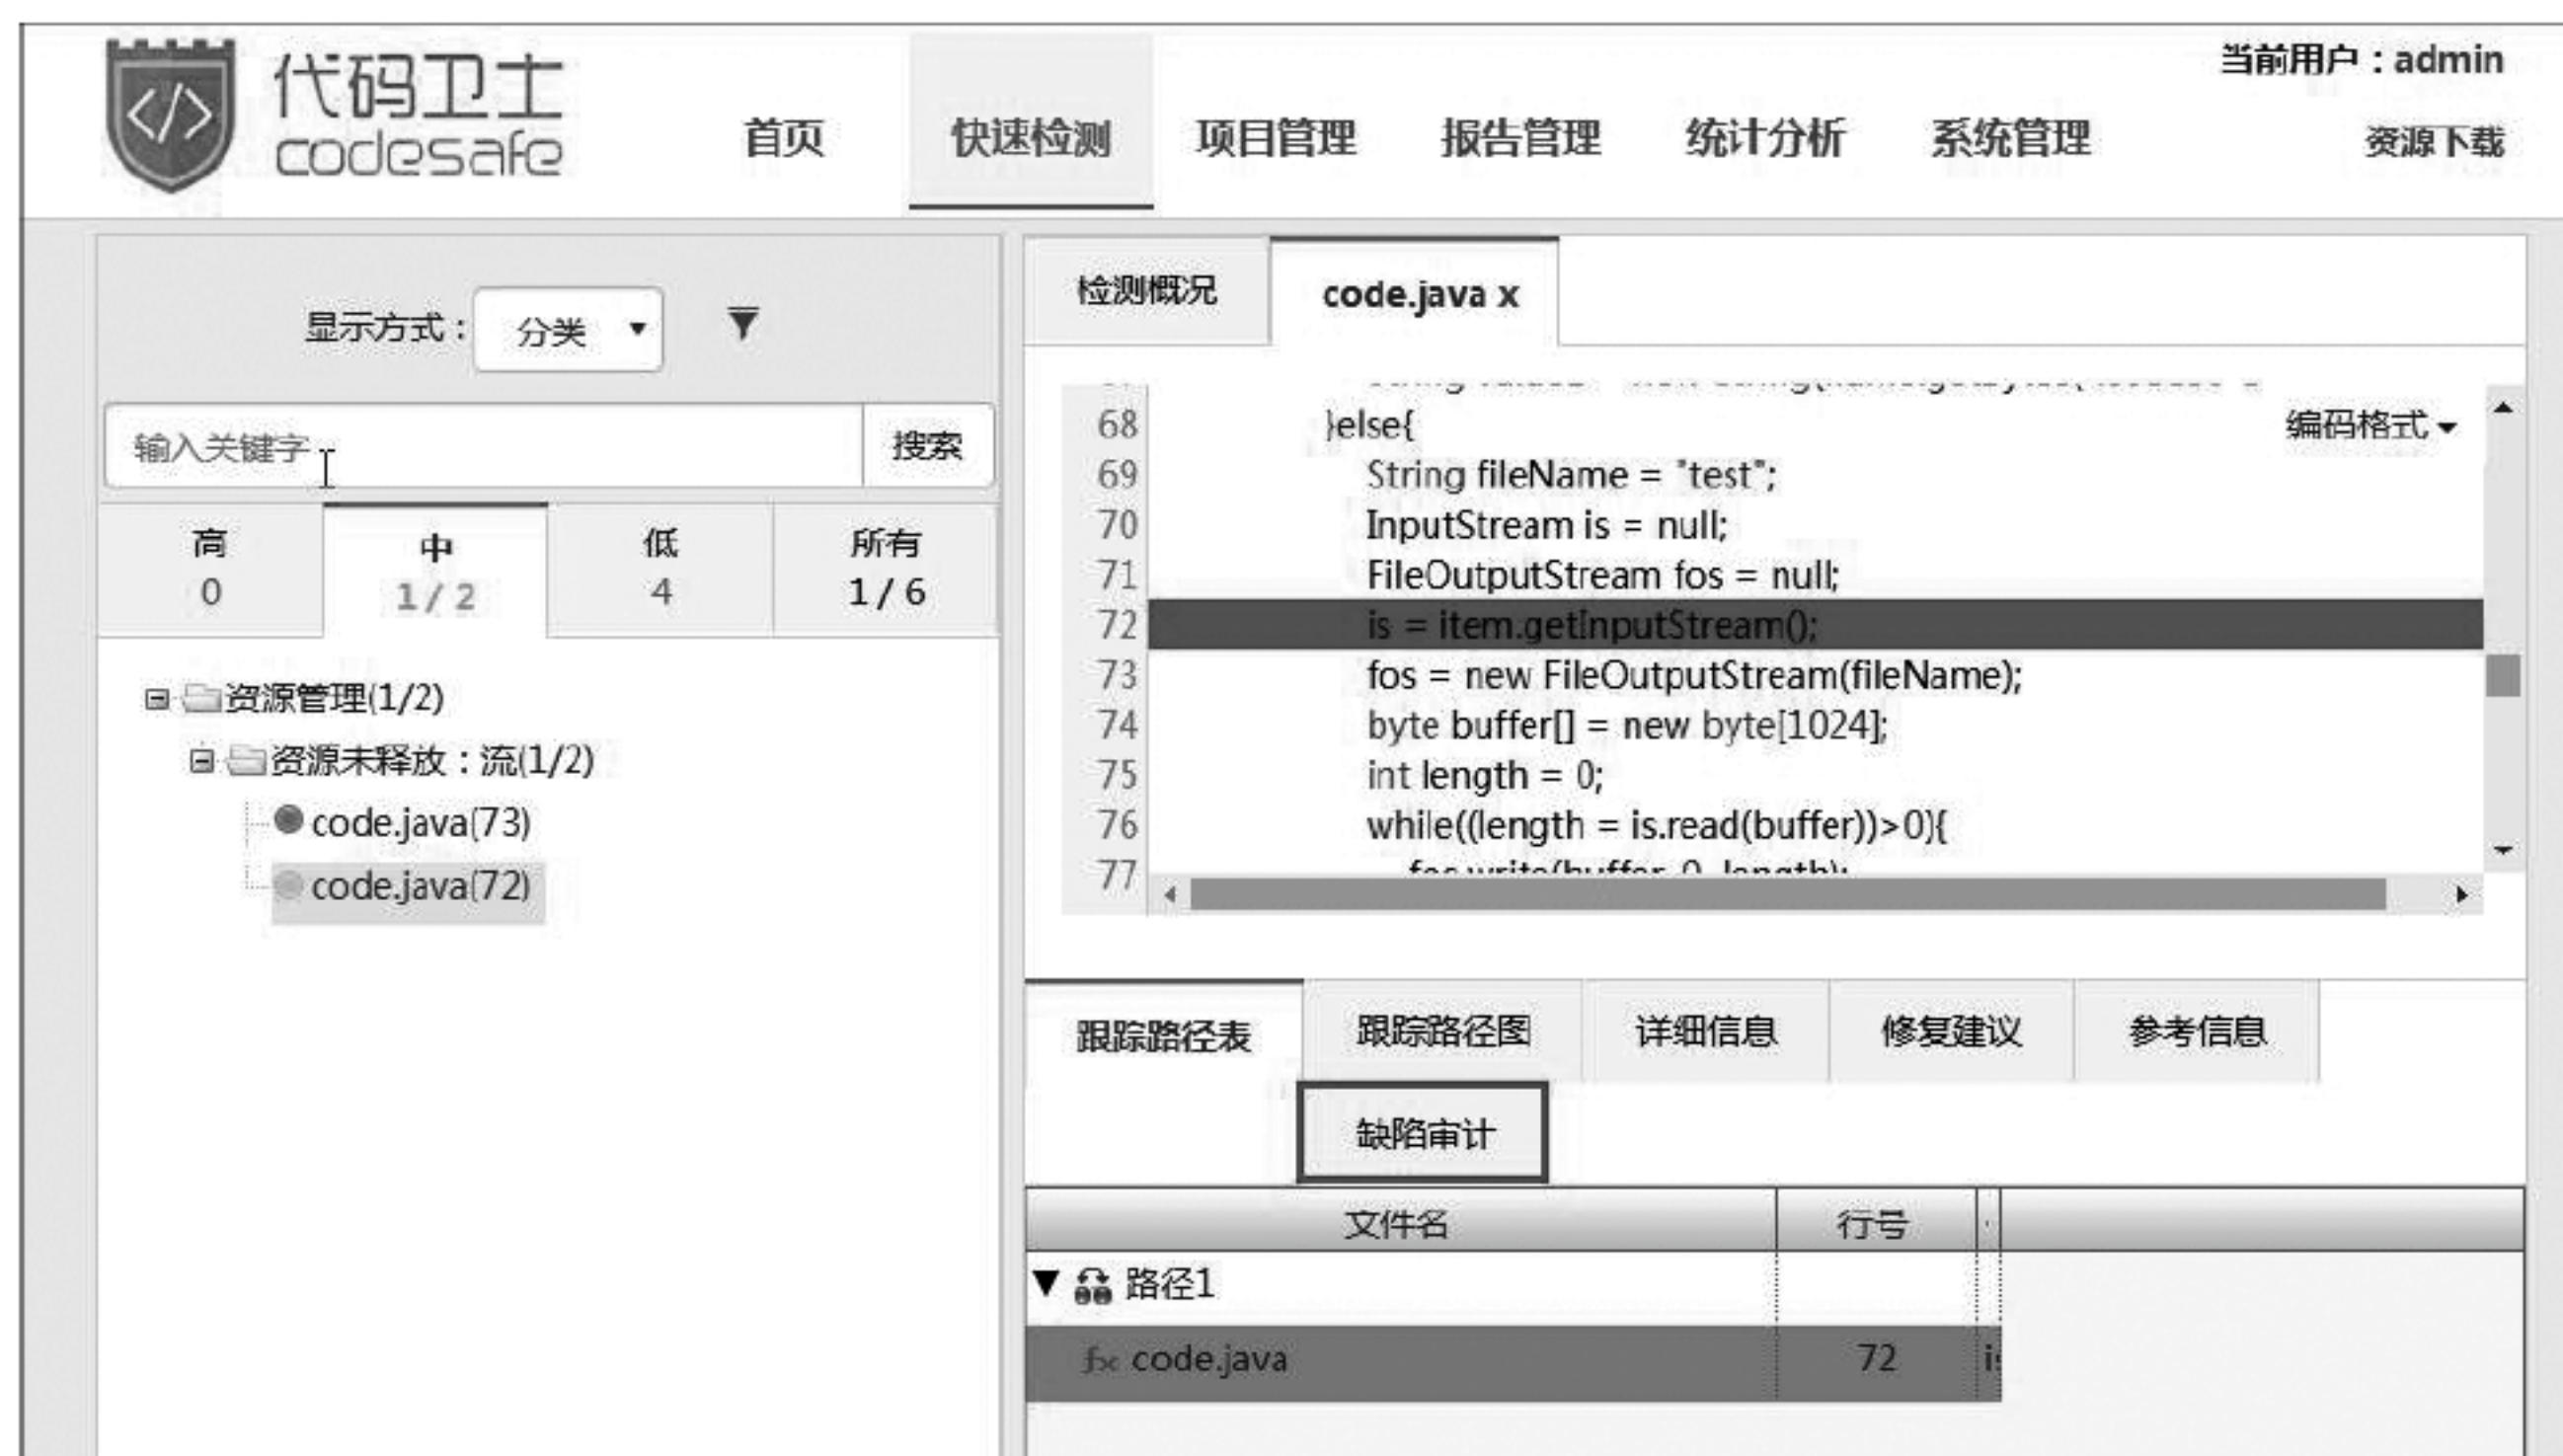 代码卫士
codesafe
当前用户：admin
首页 快速检测 项目管理 报告管理 统计分析 系统管理 资源下载
显示方式： 分类
输入关键字 搜索
高 中 低 所有
0 1 / 2 4 1 / 6
资源管理(1/2)
资源未释放：流(1/2)
code.java(73)
code.java(72)
检测概况 code.java x
编码格式
68 }else{
69 String fileName = "test";
70 InputStream is = null;
71 FileOutputStream fos = null;
72 is = item.getInputStream();
73 fos = new FileOutputStream(fileName);
74 byte buffer[] = new byte[1024];
75 int length = 0;
76 while((length = is.read(buffer))>0){
77
跟踪路径表 跟踪路径图 详细信息 修复建议 参考信息
缺陷审计
文件名 行号
路径1
code.java 72 is